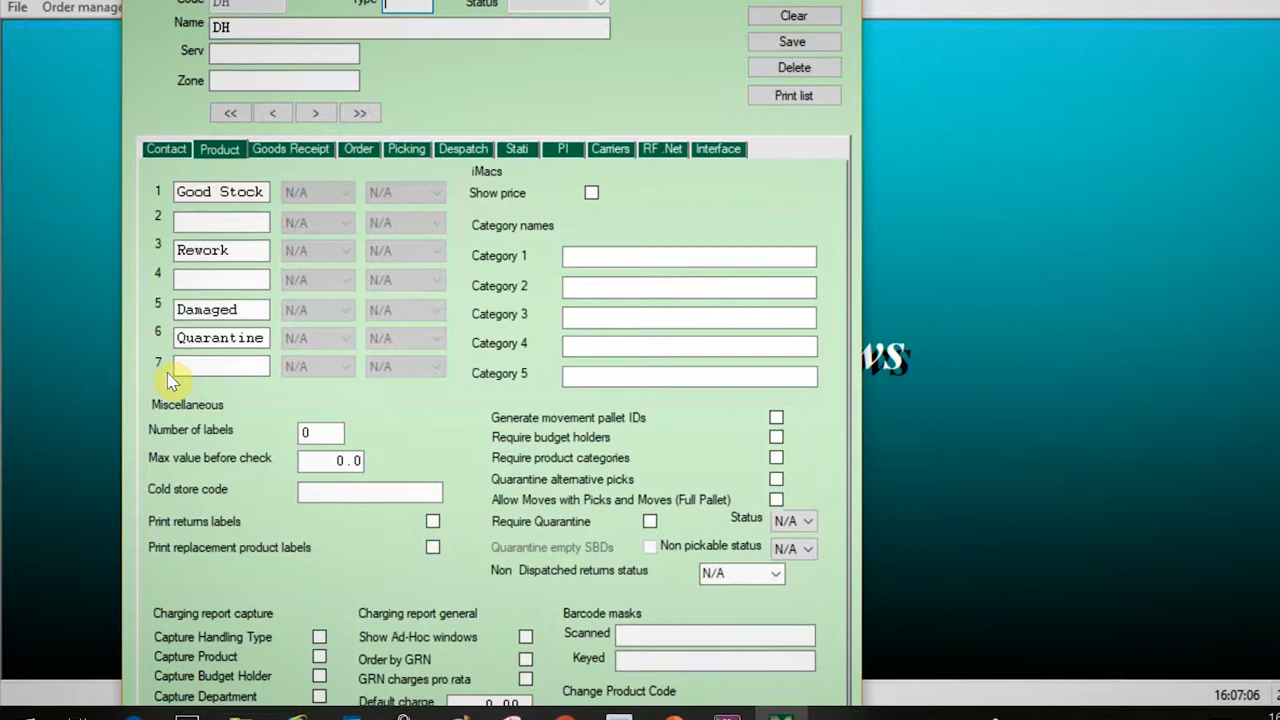 File Order manage
Code DH Type Status
Name DH
Clear
Serv
Save
Zone
Delete
Print list
<< < > >>
Contact Product Goods Receipt Order Picking Despatch Stati PI Carriers RF .Net Interface
iMacs
1 Good Stock N/A N/A Show price
2 N/A N/A Category names
3 Rework N/A N/A Category 1
4 N/A N/A Category 2
5 Damaged N/A N/A Category 3
6 Quarantine N/A N/A Category 4
7 N/A N/A Category 5
ws
Miscellaneous
Number of labels 0
Max value before check 0.0
Cold store code
Print returns labels
Print replacement product labels
Generate movement pallet IDs
Require budget holders
Require product categories
Quarantine alternative picks
Allow Moves with Picks and Moves (Full Pallet)
Require Quarantine Status N/A
Quarantine empty SBDs Non pickable status N/A
Non Dispatched returns status N/A
Charging report capture
Capture Handling Type
Capture Product
Capture Budget Holder
Capture Department
Charging report general
Show Ad-Hoc windows
Order by GRN
GRN charges pro rata
Default charge 0.00
Barcode masks
Scanned
Keyed
Change Product Code
16:07:06